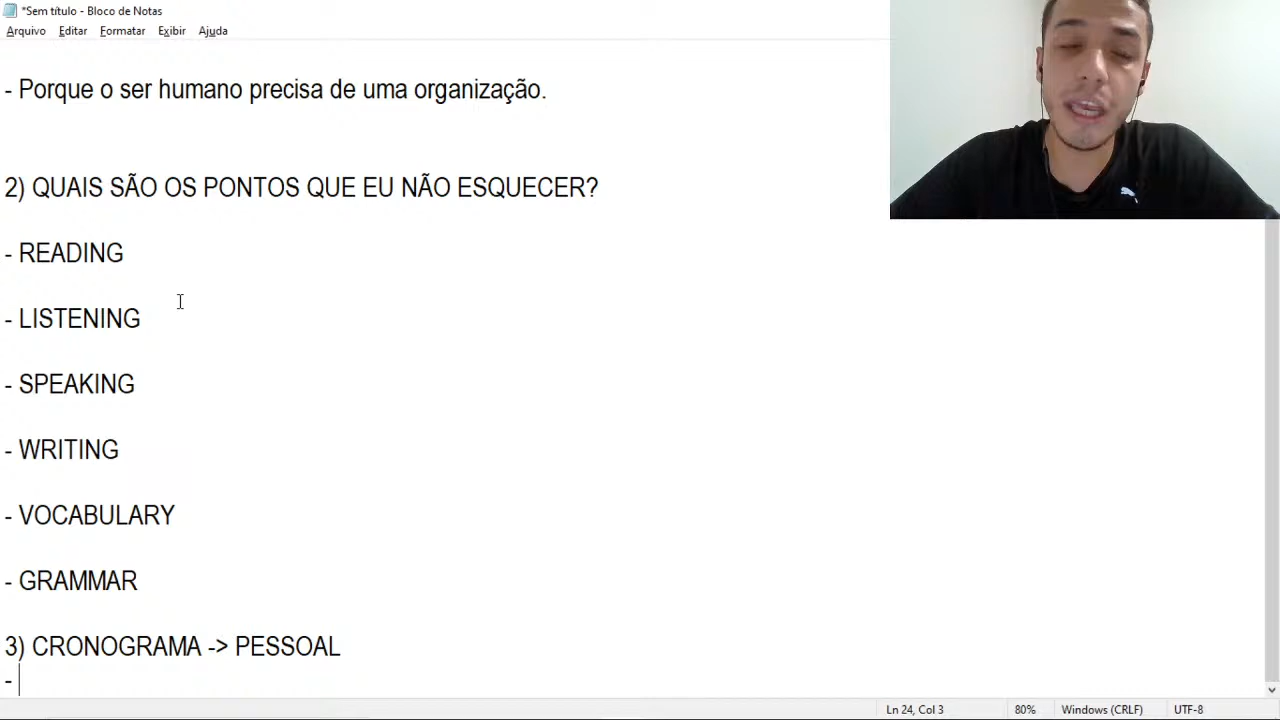 *Sem título - Bloco de Notas
Arquivo Editar Formatar Exibir Ajuda
- Porque o ser humano precisa de uma organização.
2) QUAIS SÃO OS PONTOS QUE EU NÃO ESQUECER?
- READING
- LISTENING
- SPEAKING
- WRITING
- VOCABULARY
- GRAMMAR
3) CRONOGRAMA -> PESSOAL
-
Ln 24, Col 3 80% Windows (CRLF) UTF-8